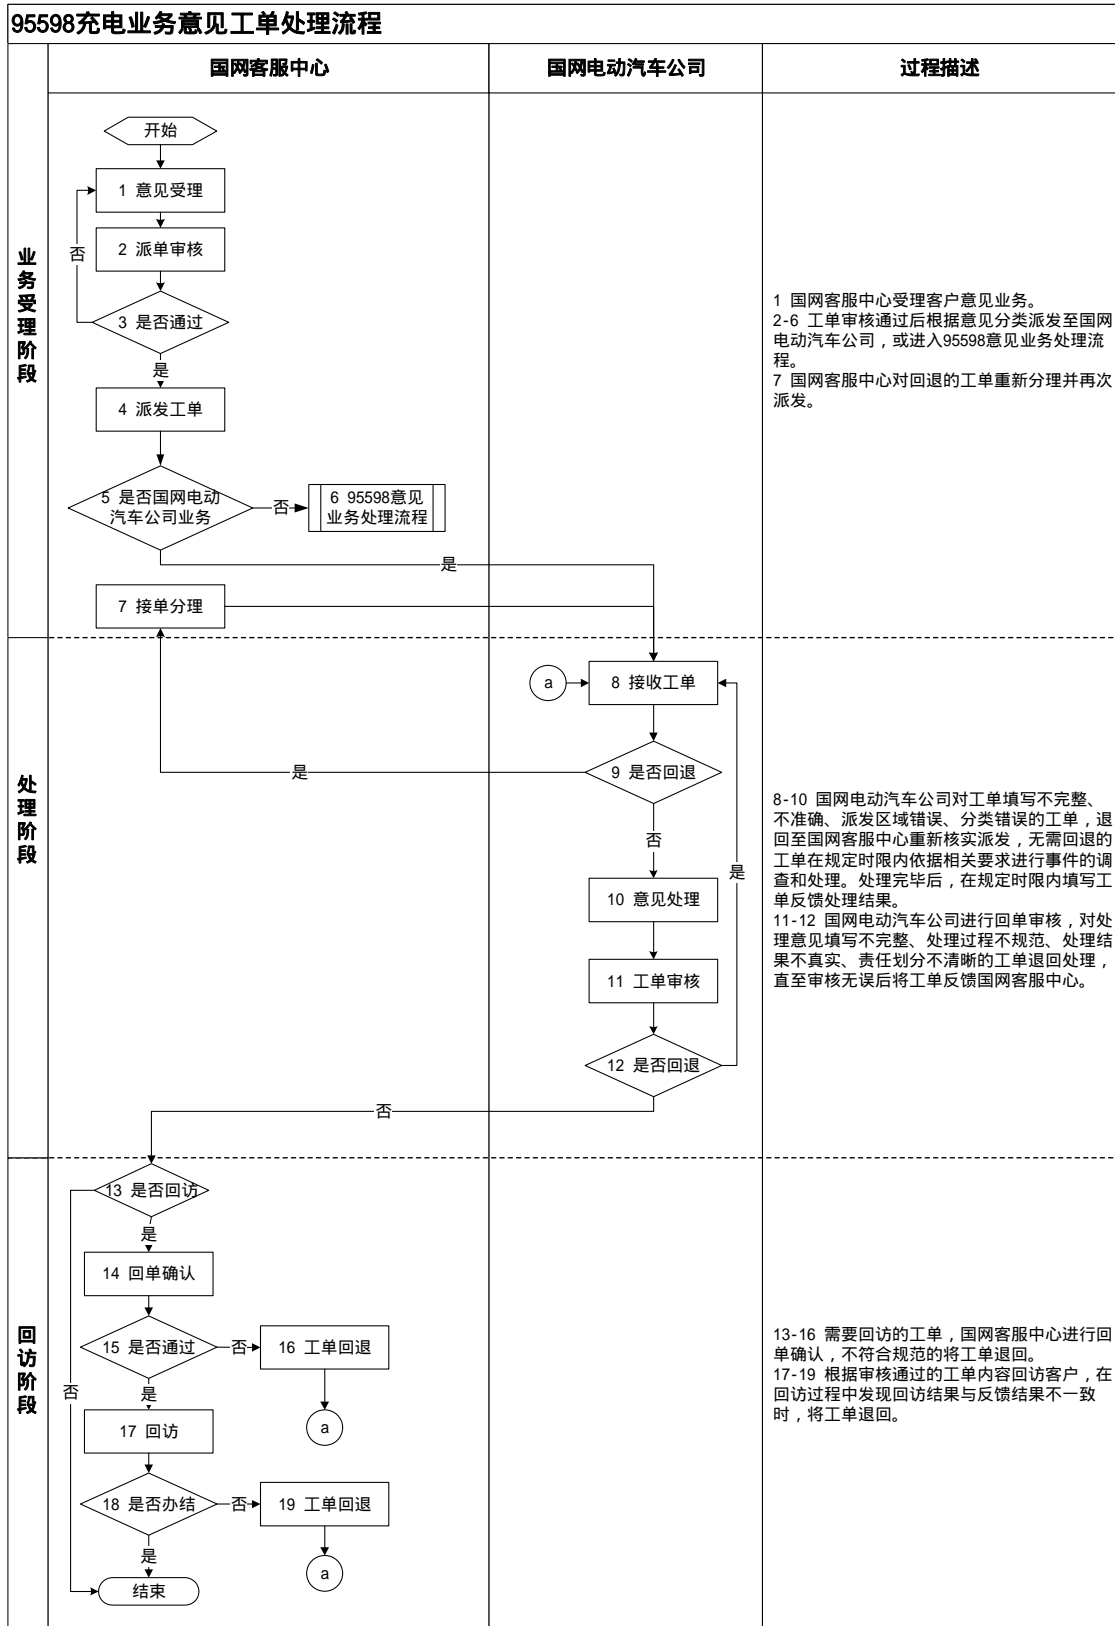 95598充电业务意见工单处理流程
国网客服中心
国网电动汽车公司
过程描述
业务受理阶段
开始
1 意见受理
2 派单审核
否
3 是否通过
是
4 派发工单
5 是否国网电动
汽车公司业务
否
6 95598意见
业务处理流程
是
7 接单分理
1 国网客服中心受理客户意见业务。
2-6 工单审核通过后根据意见分类派发至国网
电动汽车公司，或进入95598意见业务处理流
程。
7 国网客服中心对回退的工单重新分理并再次
派发。
处理阶段
a
8 接收工单
是
9 是否回退
否
是
10 意见处理
11 工单审核
12 是否回退
否
8-10 国网电动汽车公司对工单填写不完整、
不准确、派发区域错误、分类错误的工单，退
回至国网客服中心重新核实派发，无需回退的
工单在规定时限内依据相关要求进行事件的调
查和处理。处理完毕后，在规定时限内填写工
单反馈处理结果。
11-12 国网电动汽车公司进行回单审核，对处
理意见填写不完整、处理过程不规范、处理结
果不真实、责任划分不清晰的工单退回处理，
直至审核无误后将工单反馈国网客服中心。
回访阶段
13 是否回访
是
14 回单确认
15 是否通过
否
16 工单回退
是
否
a
17 回访
18 是否办结
否
19 工单回退
是
a
结束
13-16 需要回访的工单，国网客服中心进行回
单确认，不符合规范的将工单退回。
17-19 根据审核通过的工单内容回访客户，在
回访过程中发现回访结果与反馈结果不一致
时，将工单退回。